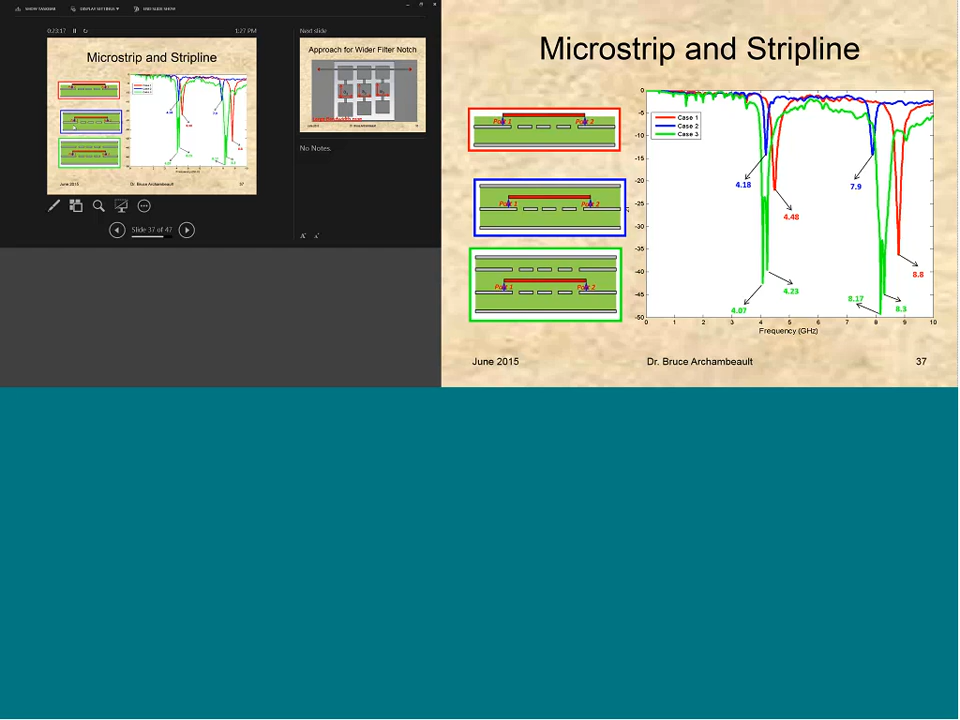 SHOW TASKBAR DISPLAY SETTINGS ▾ END SLIDE SHOW
0:23:17
1:27 PM
Microstrip and Stripline
June 2015
Dr. Bruce Archambeault
37
Slide 37 of 47
Next slide
Approach for Wider Filter Notch
No Notes.
Microstrip and Stripline
Port 1
Port 2
Port 1
Port 2
Port 1
Port 2
0
-5
-10
-15
-20
-25
-30
-35
-40
-45
-50
Case 1
Case 2
Case 3
4.18
4.48
7.9
8.8
4.07
4.23
8.17
8.3
0 1 2 3 4 5 6 7 8 9 10
Frequency (GHz)
June 2015
Dr. Bruce Archambeault
37